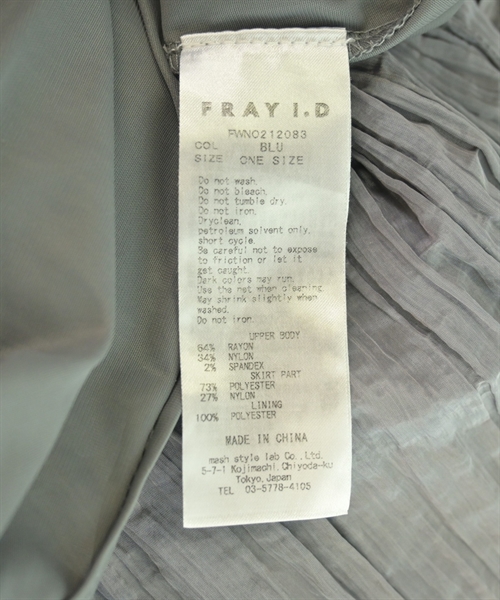 FRAY I.D
FWNO212083
COL BLU
SIZE ONE SIZE
Do not wash.
Do not bleach.
Do not tumble dry.
Do not iron.
Dryclean,
petroleum solvent only,
short cycle.
Be careful not to expose
to friction or let it
get caught.
Dark colors may run.
Use the net when cleaning.
May shrink slightly when
washed.
Do not iron
UPPER BODY
64% RAYON
34% NYLON
2% SPANDEX
SKIRT PART
73% POLYESTER
27% NYLON
LINING
100% POLYESTER
MADE IN CHINA
mash style lab Co.,Ltd.
5-7-1 Kojimachi,Chiyoda-ku
Tokyo,Japan
TEL 03-5778-4105